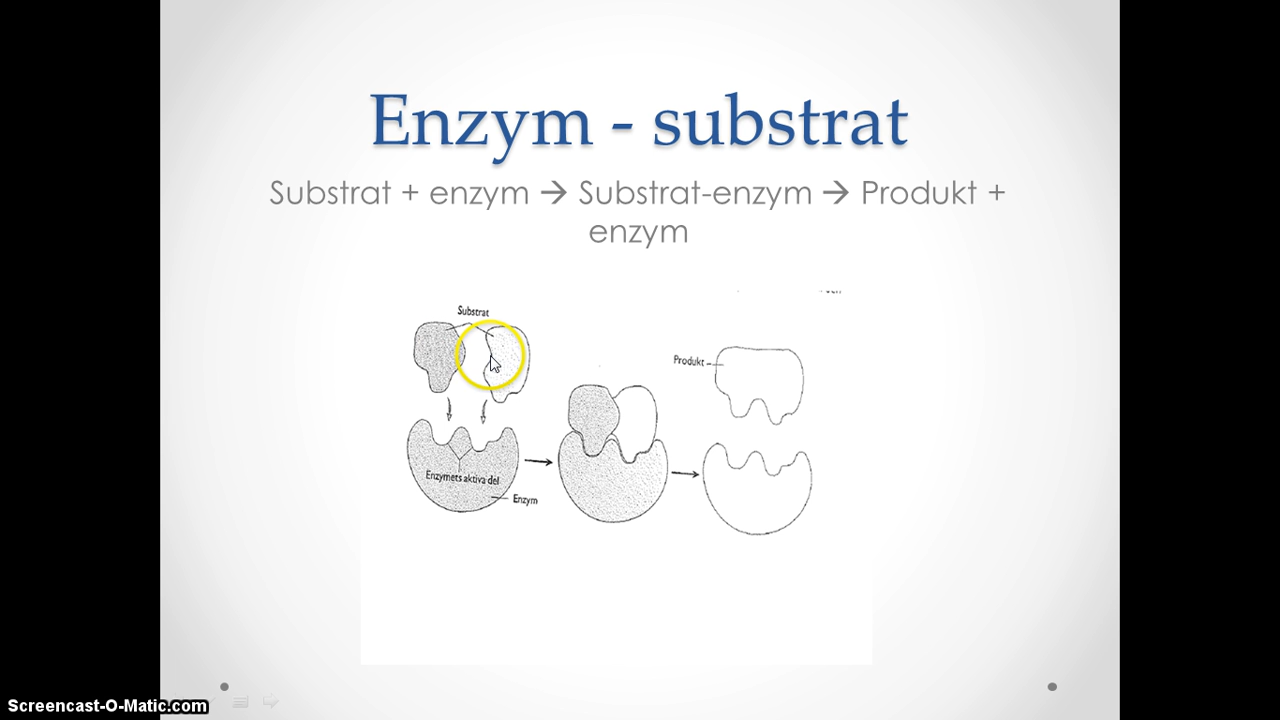 Enzym - substrat
Substrat + enzym → Substrat-enzym → Produkt +
enzym
Substrat
Produkt
Enzymets aktiva del
Enzym
Screencast-O-Matic.com